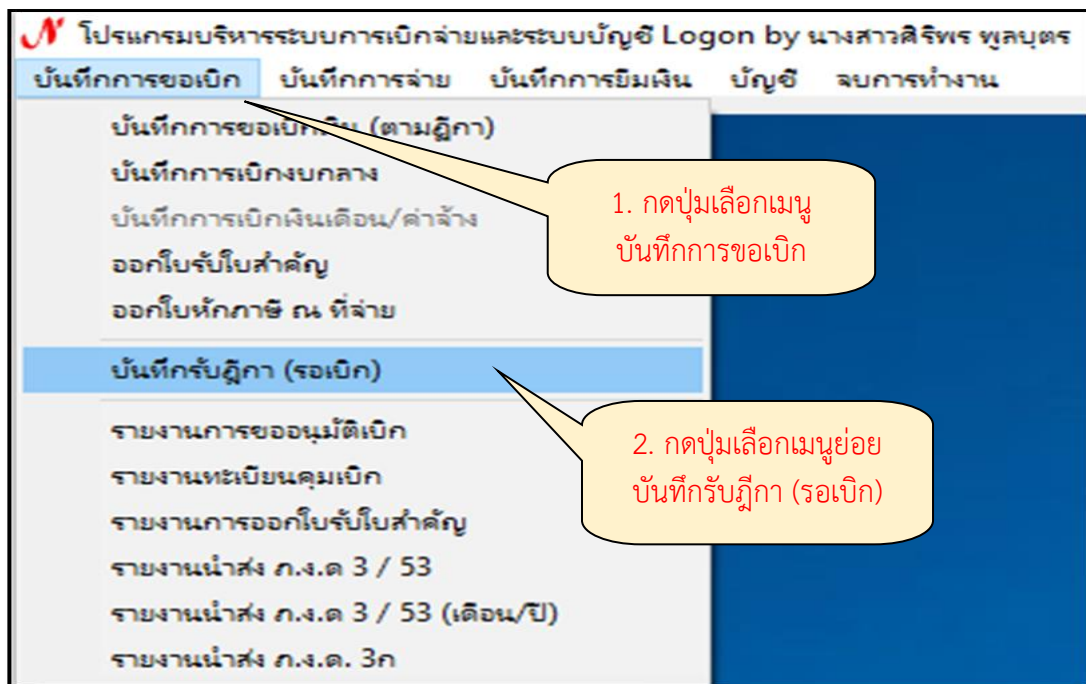 โปรแกรมบริหารระบบการเบิกจ่ายและระบบบัญชี Logon by นางสาวศิริพร พูลบุตร
บันทึกการขอเบิก บันทึกการจ่าย บันทึกการยืมเงิน บัญชี จบการทำงาน
บันทึกการขอเบิกเงิน (ตามฎีกา)
บันทึกการเบิกงบกลาง
บันทึกการเบิกเงินเดือน/ค่าจ้าง
ออกใบรับใบสำคัญ
ออกใบหักภาษี ณ ที่จ่าย
บันทึกรับฎีกา (รอเบิก)
รายงานการขออนุมัติเบิก
รายงานทะเบียนคุมเบิก
รายงานการออกใบรับใบสำคัญ
รายงานนำส่ง ภ.ง.ด 3 / 53
รายงานนำส่ง ภ.ง.ด 3 / 53 (เดือน/ปี)
รายงานนำส่ง ภ.ง.ด. 3ก
1. กดปุ่มเลือกเมนู
บันทึกการขอเบิก
2. กดปุ่มเลือกเมนูย่อย
บันทึกรับฎีกา (รอเบิก)